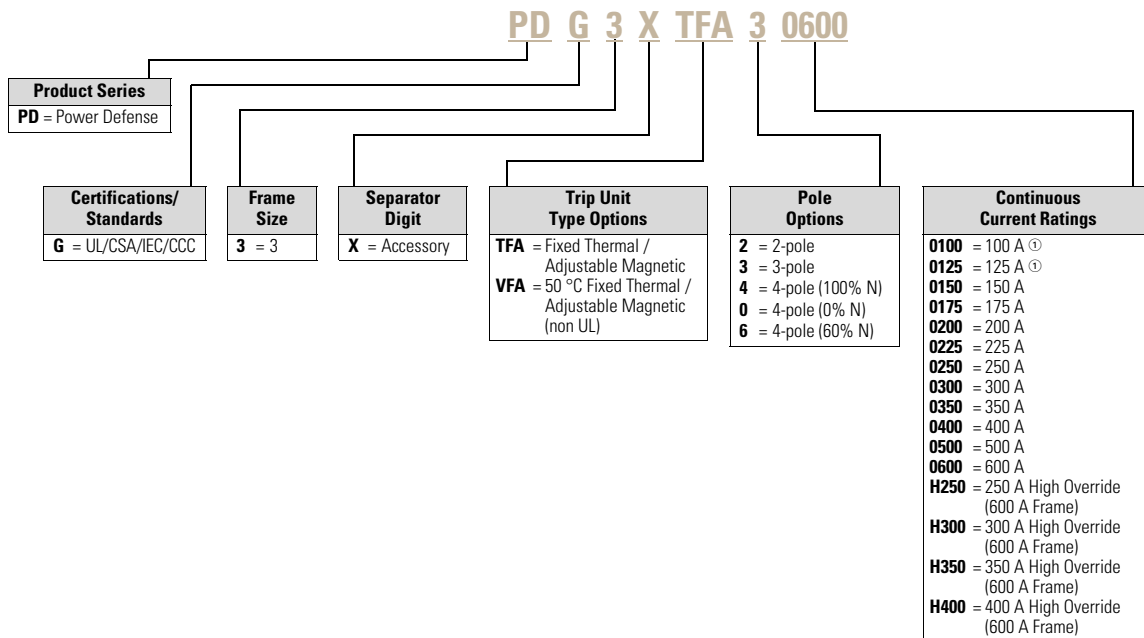 PD G 3 X TFA 3 0600
Product Series
PD = Power Defense
Certifications/
Standards
G = UL/CSA/IEC/CCC
Frame
Size
3 = 3
Separator
Digit
X = Accessory
Trip Unit
Type Options
TFA = Fixed Thermal /
Adjustable Magnetic
VFA = 50 °C Fixed Thermal /
Adjustable Magnetic
(non UL)
Pole
Options
2 = 2-pole
3 = 3-pole
4 = 4-pole (100% N)
0 = 4-pole (0% N)
6 = 4-pole (60% N)
Continuous
Current Ratings
0100 = 100 A ①
0125 = 125 A ①
0150 = 150 A
0175 = 175 A
0200 = 200 A
0225 = 225 A
0250 = 250 A
0300 = 300 A
0350 = 350 A
0400 = 400 A
0500 = 500 A
0600 = 600 A
H250 = 250 A High Override
(600 A Frame)
H300 = 300 A High Override
(600 A Frame)
H350 = 350 A High Override
(600 A Frame)
H400 = 400 A High Override
(600 A Frame)